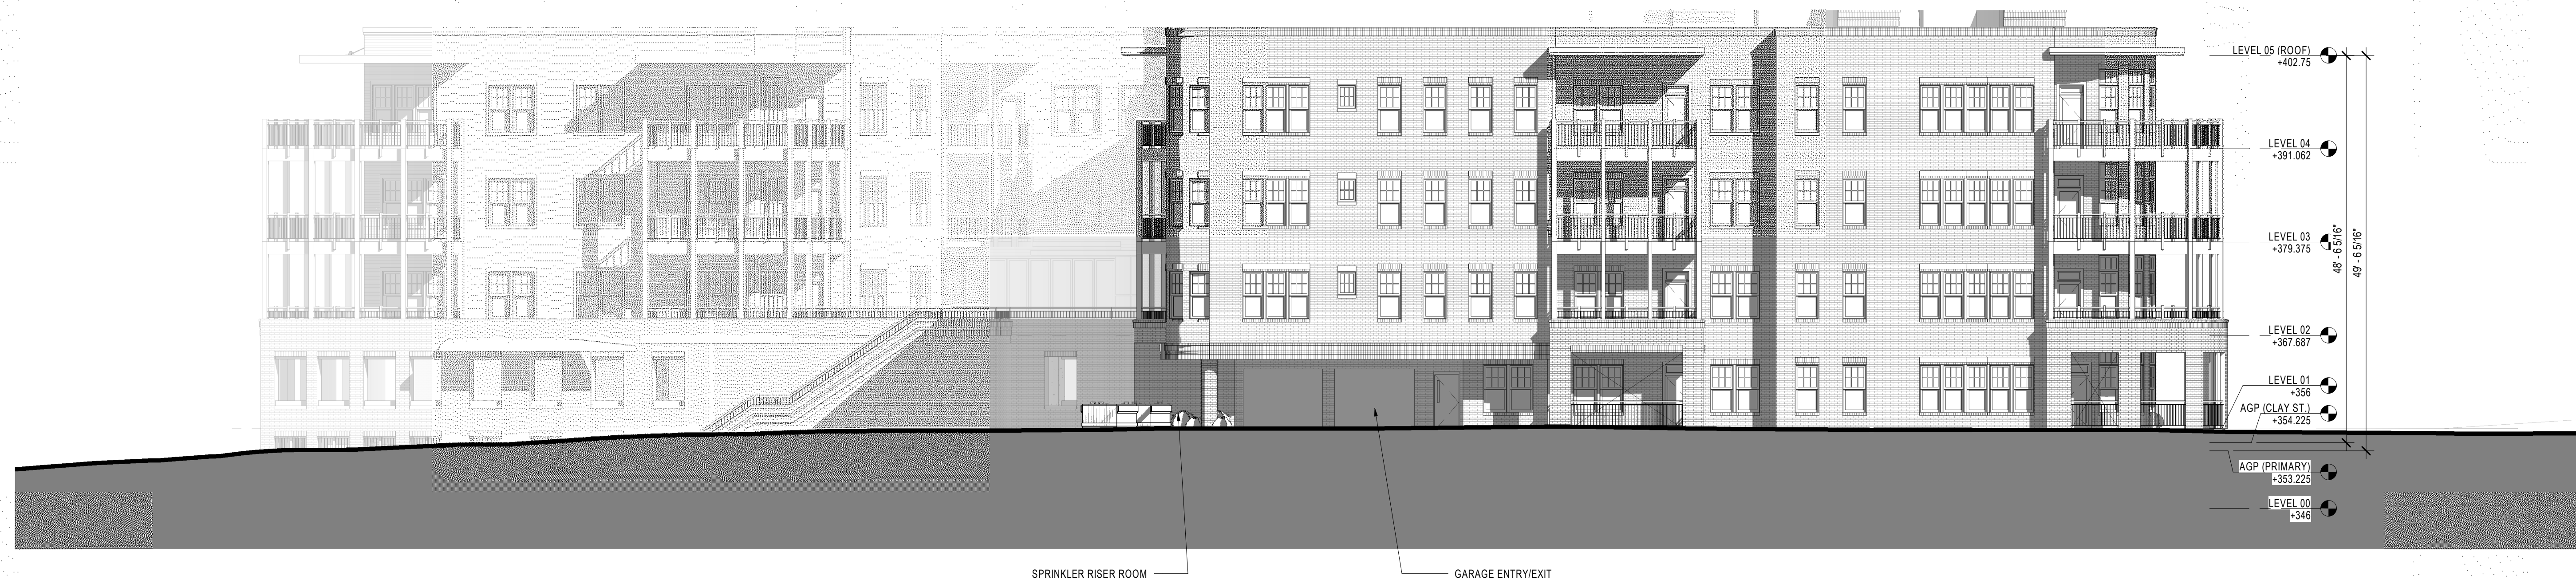 LEVEL 05 (ROOF)
+402.75
LEVEL 04
+391.062
LEVEL 03
+379.375
48' - 6 5/16"
49' - 6 5/16"
LEVEL 02
+367.687
LEVEL 01
+356
AGP (CLAY ST.)
+354.225
AGP (PRIMARY)
+353.225
LEVEL 00
+346
SPRINKLER RISER ROOM
GARAGE ENTRY/EXIT